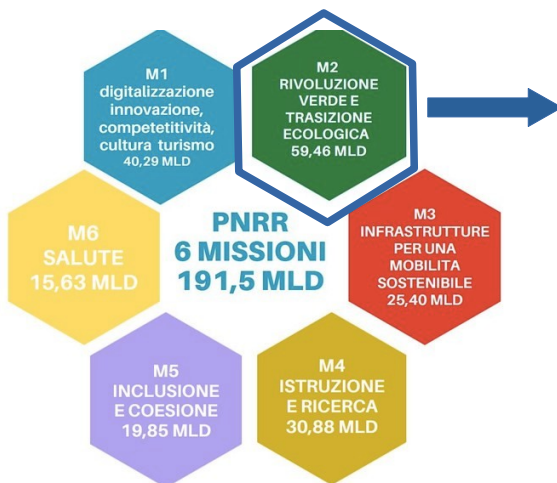 M1
digitalizzazione
innovazione,
competetitività,
cultura turismo
40,29 MLD
M2
RIVOLUZIONE
VERDE E
TRASIZIONE
ECOLOGICA
59,46 MLD
M6
SALUTE
15,63 MLD
PNRR
6 MISSIONI
191,5 MLD
M3
INFRASTRUTTURE
PER UNA
MOBILITA
SOSTENIBILE
25,40 MLD
M5
INCLUSIONE
E COESIONE
19,85 MLD
M4
ISTRUZIONE
E RICERCA
30,88 MLD